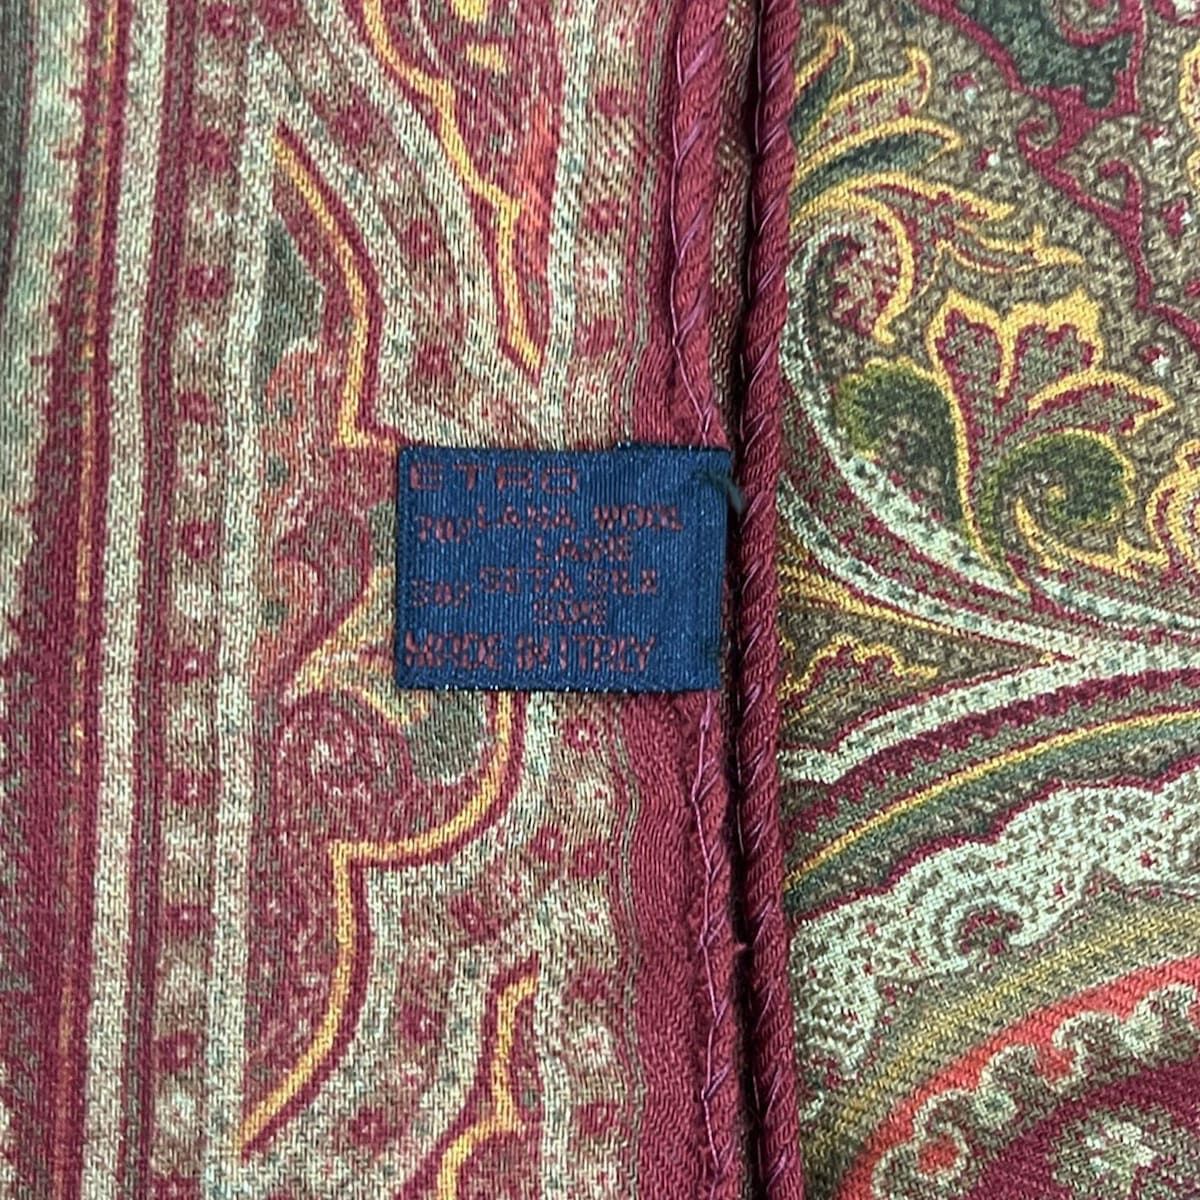 ETRO
70% LANA WOOL
LAINE
30% SETA SILK
SOIE
MADE IN ITALY